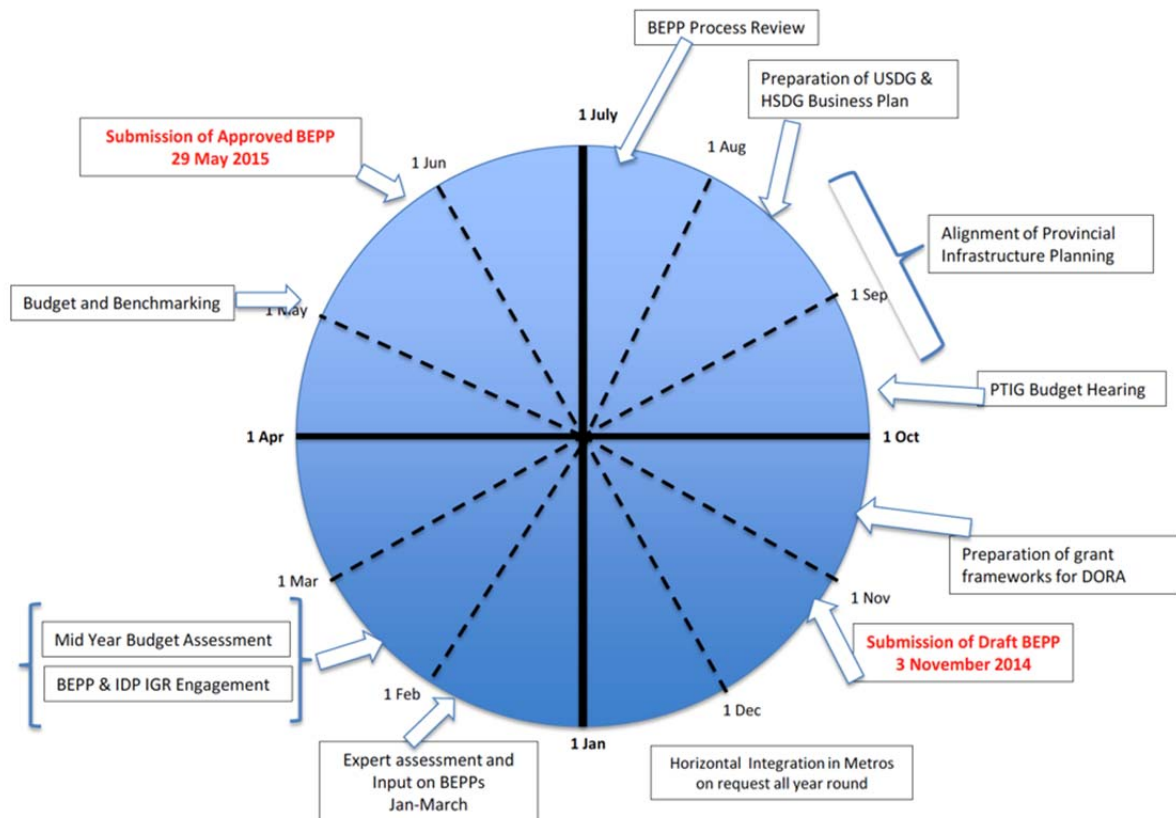 BEPP Process Review
Preparation of USDG &
HSDG Business Plan
1 July
Submission of Approved BEPP
29 May 2015
1 Jun
1 Aug
Alignment of Provincial
Infrastructure Planning
Budget and Benchmarking
1 May
1 Sep
PTIG Budget Hearing
1 Apr
1 Oct
Preparation of grant
frameworks for DORA
1 Mar
1 Nov
Mid Year Budget Assessment
BEPP & IDP IGR Engagement
Submission of Draft BEPP
3 November 2014
1 Feb
1 Dec
1 Jan
Expert assessment and
Input on BEPPs
Jan-March
Horizontal Integration in Metros
on request all year round